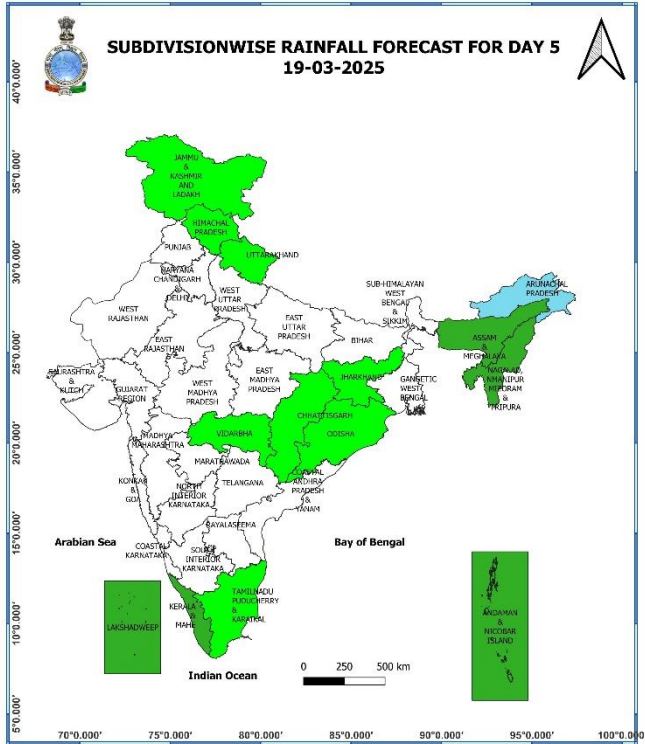 SUBDIVISIONWISE RAINFALL FORECAST FOR DAY 5
19-03-2025
40°0.000'
35°0.000'
30°0.000'
25°0.000'
20°0.000'
15°0.000'
10°0.000'
5°0.000'
JAMMU
&
KASHMIR
AND
LADAKH
HIMACHAL
PRADESH
PUNJAB
UTTARAKHAND
HARYANA
CHANDIGARH
&
DELHI
WEST
UTTAR
PRADESH
WEST
RAJASTHAN
EAST
RAJASTHAN
EAST
UTTAR
PRADESH
SUB-HIMALAYAN
WEST
BENGAL
&
SIKKIM
ARUNACHAL
PRADESH
BIHAR
ASSAM
&
MEGHALAYA
NAGALAND
MANIPUR
MIZORAM
&
TRIPURA
SAURASHTRA
&
KUTCH
GUJARAT
REGION
WEST
MADHYA
PRADESH
EAST
MADHYA
PRADESH
JHARKHAND
GANGETIC
WEST
BENGAL
CHHATTISGARH
ODISHA
VIDARBHA
MADHYA
MAHARASHTRA
MARATHWADA
KONKAN
&
GOA
TELANGANA
COASTAL
ANDHRA
PRADESH
&
YANAM
NORTH
INTERIOR
KARNATAKA
RAYALASEEMA
COASTAL
KARNATAKA
SOUTH
INTERIOR
KARNATAKA
Arabian Sea
Bay of Bengal
TAMILNADU
PUDUCHERRY
&
KARAIKAL
KERALA
&
MAHE
LAKSHADWEEP
ANDAMAN
&
NICOBAR
ISLAND
Indian Ocean
0 250 500 km
70°0.000' 75°0.000' 80°0.000' 85°0.000' 90°0.000' 95°0.000' 100°0.000'